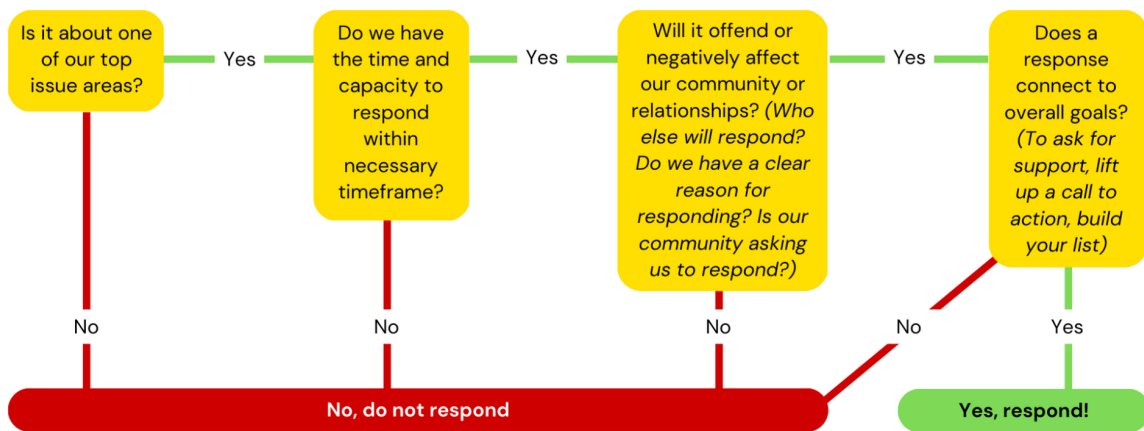 Is it about one
of our top
issue areas?
Yes
Do we have
the time and
capacity to
respond
within
necessary
timeframe?
Yes
Will it offend or
negatively affect
our community or
relationships? (Who
else will respond?
Do we have a clear
reason for
responding? Is our
community asking
us to respond?)
Yes
Does a
response
connect to
overall goals?
(To ask for
support, lift
up a call to
action, build
your list)
No
No
No
No
Yes
No, do not respond
Yes, respond!